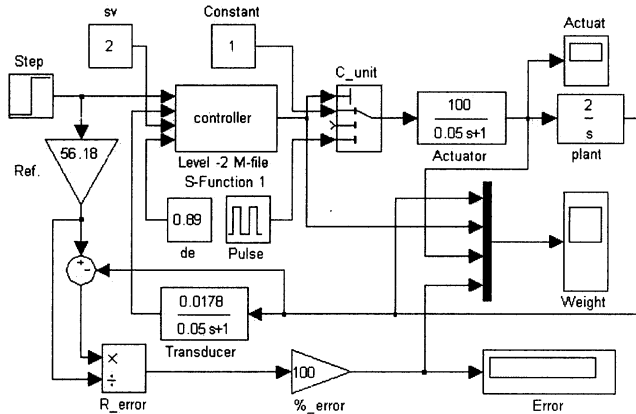 sv
Constant
Actuat
2
1
Step
C_unit
controller
100
0.05 s+1
2
s
56.18
Ref.
Level -2 M-file
S-Function 1
Actuator
plant
0.89
de
Pulse
+
-
0.0178
0.05 s+1
Transducer
Weight
×
÷
R_error
100
%_error
Error